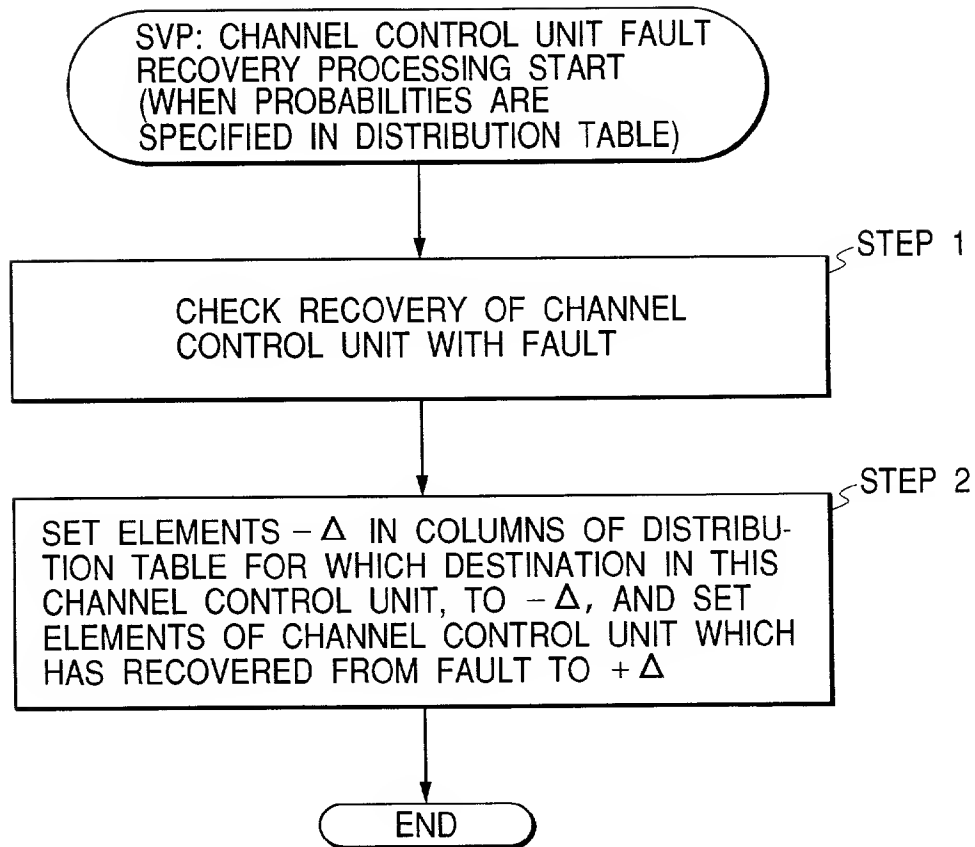 SVP: CHANNEL CONTROL UNIT FAULT
RECOVERY PROCESSING START
(WHEN PROBABILITIES ARE
SPECIFIED IN DISTRIBUTION TABLE)
STEP 1
CHECK RECOVERY OF CHANNEL
CONTROL UNIT WITH FAULT
STEP 2
SET ELEMENTS −Δ IN COLUMNS OF DISTRIBU-
TION TABLE FOR WHICH DESTINATION IN THIS
CHANNEL CONTROL UNIT, TO −Δ, AND SET
ELEMENTS OF CHANNEL CONTROL UNIT WHICH
HAS RECOVERED FROM FAULT TO +Δ
END